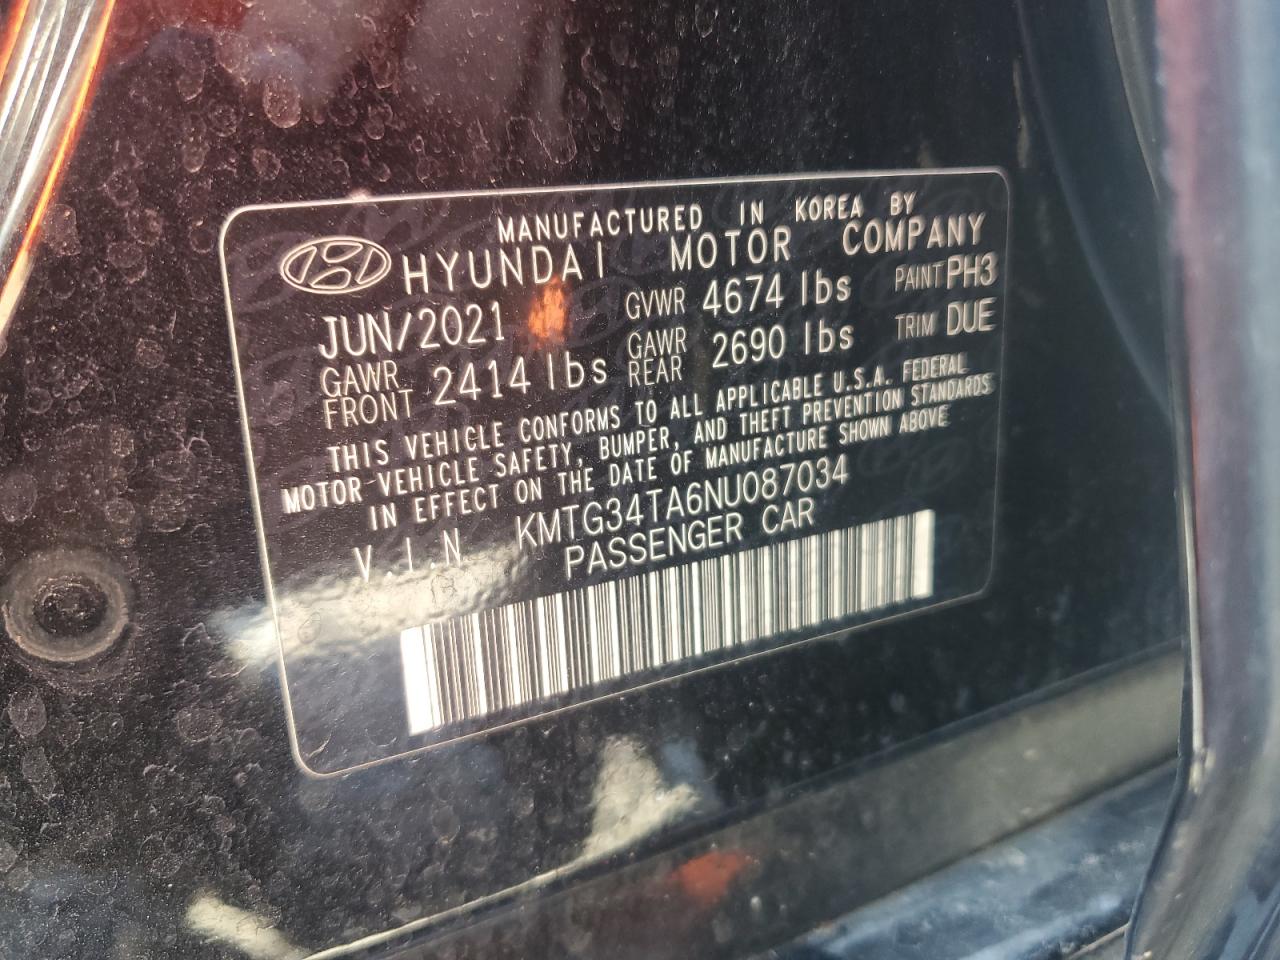 MANUFACTURED IN KOREA BY
HYUNDAI MOTOR COMPANY
JUN/2021 GVWR 4674 lbs PAINT PH3
GAWR FRONT 2414 lbs GAWR REAR 2690 lbs TRIM DUE
THIS VEHICLE CONFORMS TO ALL APPLICABLE U.S.A. FEDERAL
MOTOR VEHICLE SAFETY, BUMPER, AND THEFT PREVENTION STANDARDS
IN EFFECT ON THE DATE OF MANUFACTURE SHOWN ABOVE
V.I.N KMTG34TA6NU087034
PASSENGER CAR